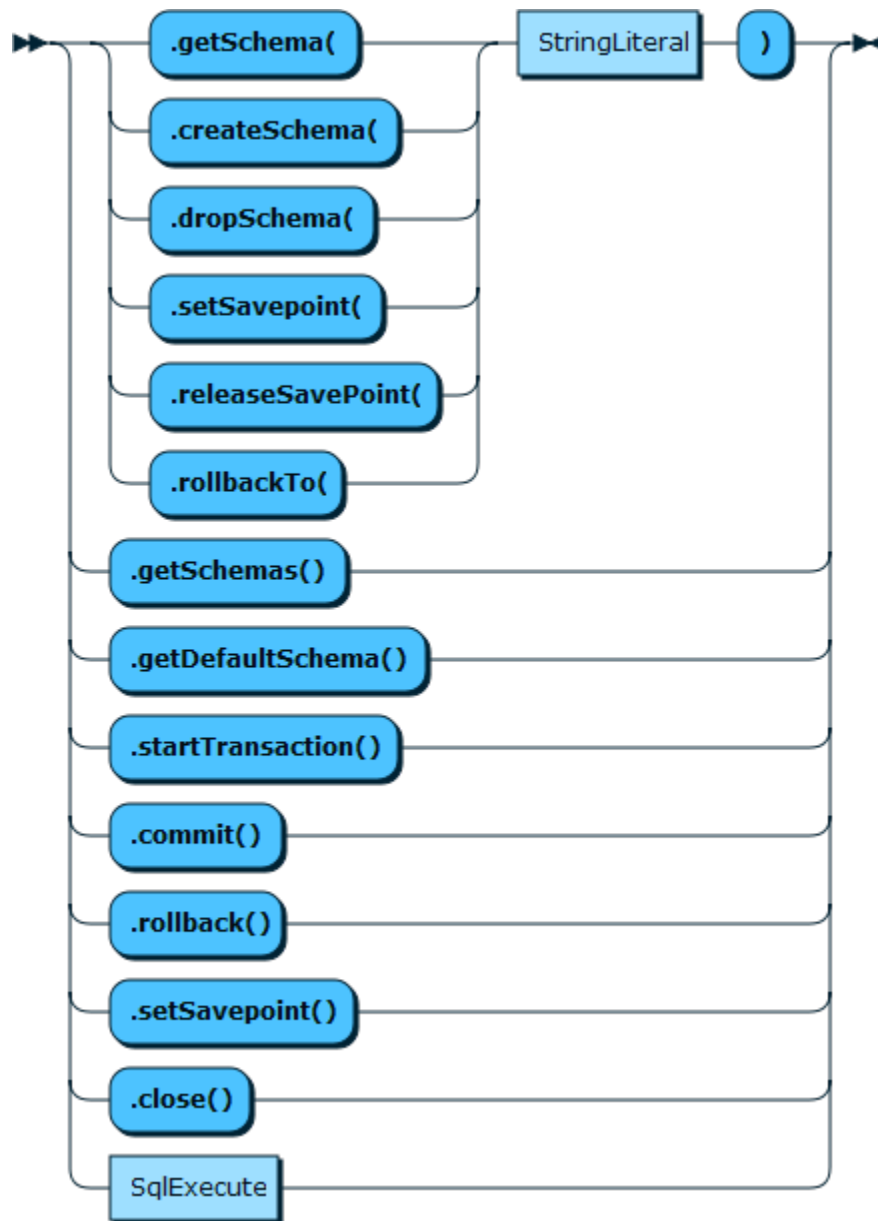 .getSchema( StringLiteral )
.createSchema(
.dropSchema(
.setSavepoint(
.releaseSavePoint(
.rollbackTo(
.getSchemas()
.getDefaultSchema()
.startTransaction()
.commit()
.rollback()
.setSavepoint()
.close()
SqlExecute